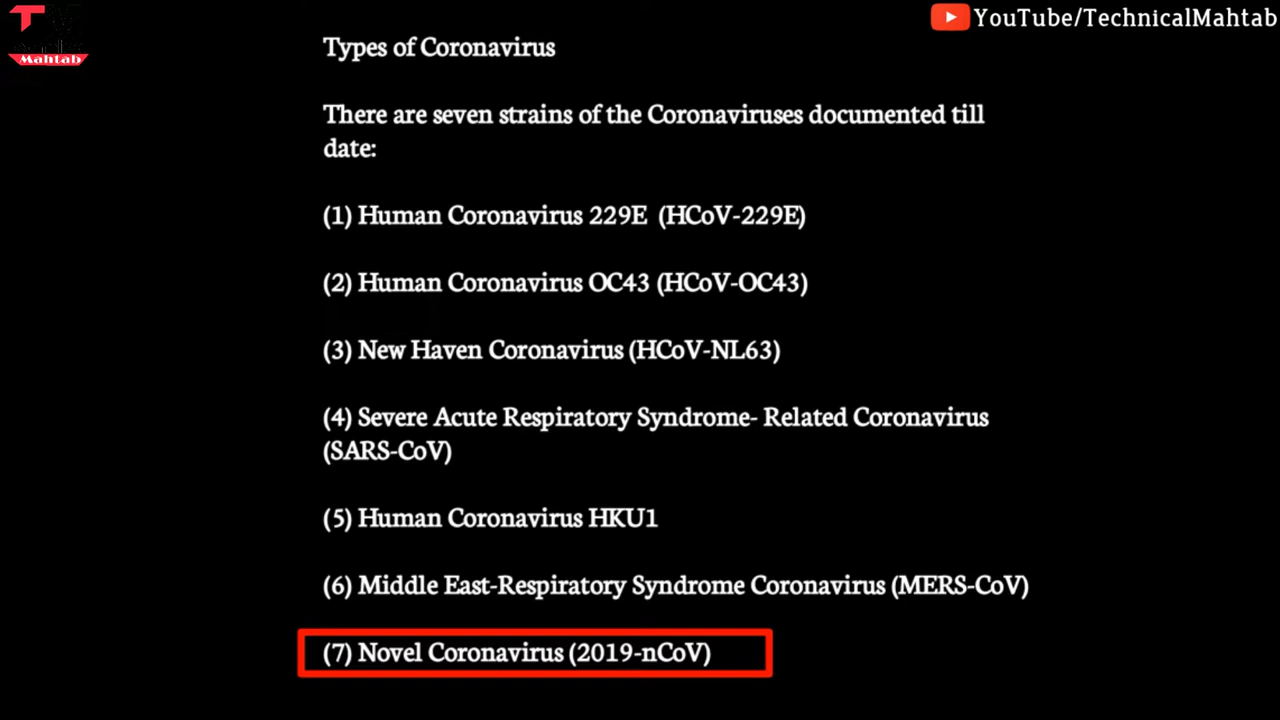 YouTube/TechnicalMahtab
T
Mahtab
Types of Coronavirus
There are seven strains of the Coronaviruses documented till
date:
(1) Human Coronavirus 229E (HCoV-229E)
(2) Human Coronavirus OC43 (HCoV-OC43)
(3) New Haven Coronavirus (HCoV-NL63)
(4) Severe Acute Respiratory Syndrome- Related Coronavirus
(SARS-CoV)
(5) Human Coronavirus HKU1
(6) Middle East-Respiratory Syndrome Coronavirus (MERS-CoV)
(7) Novel Coronavirus (2019-nCoV)